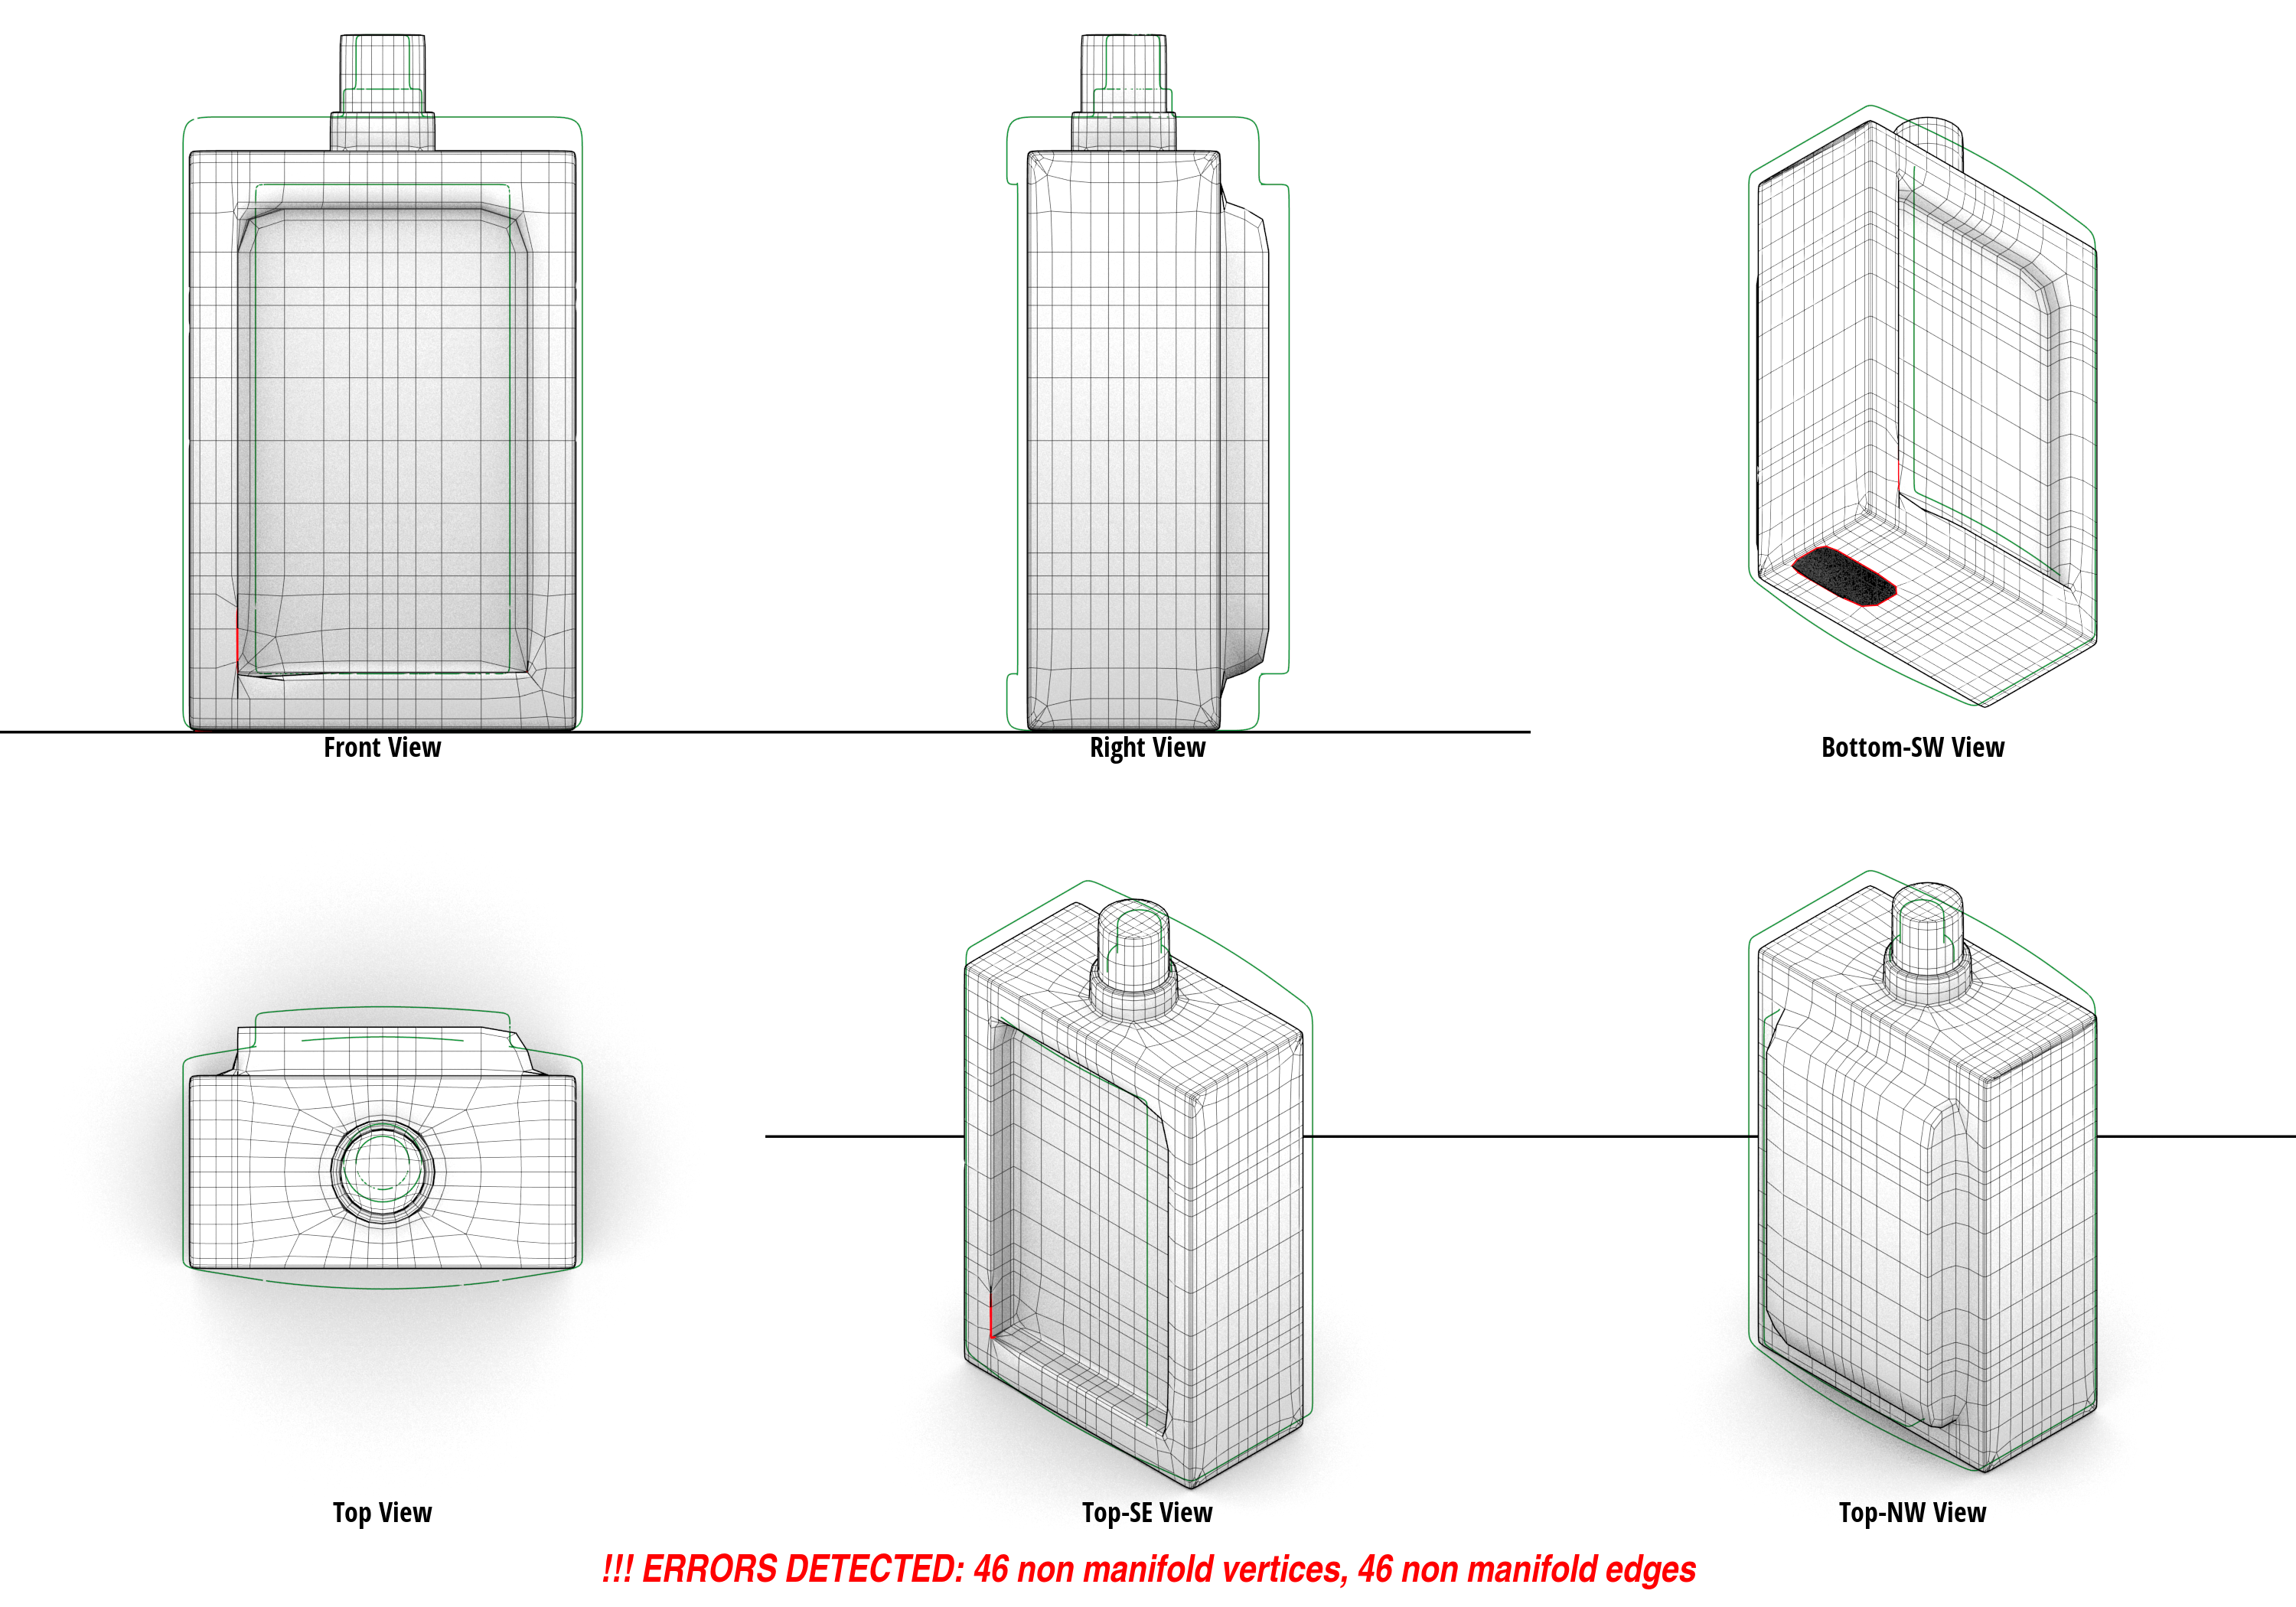 Front View
Right View
Bottom-SW View
Top View
Top-SE View
Top-NW View
!!! ERRORS DETECTED: 46 non manifold vertices, 46 non manifold edges